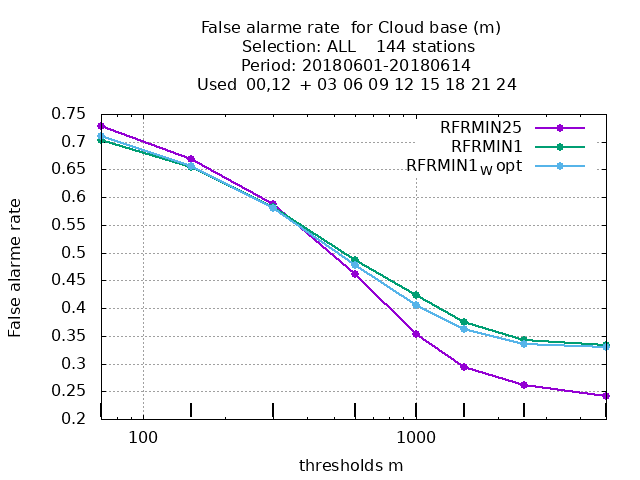 False alarme rate  for Cloud base (m)
Selection: ALL    144 stations
Period: 20180601-20180614
Used  00,12  + 03 06 09 12 15 18 21 24
RFRMIN25
RFRMIN1
RFRMIN1W opt
False alarme rate
0.75
0.7
0.65
0.6
0.55
0.5
0.45
0.4
0.35
0.3
0.25
0.2
100 1000
thresholds m